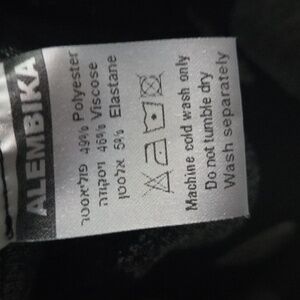 ALEMBIKA
פוליאסטר 49% Polyester
ויסקוזה 46% Viscose
אלסטן 5% Elastane
Machine cold wash only
Do not tumble dry
Wash separately